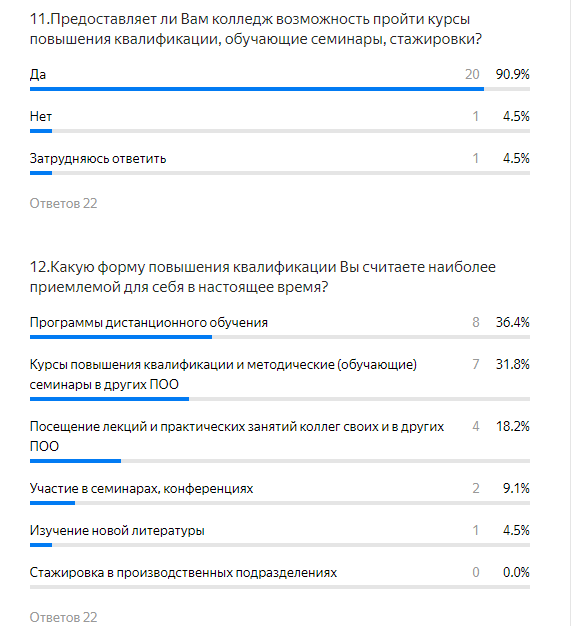 11.Предоставляет ли Вам колледж возможность пройти курсы
повышения квалификации, обучающие семинары, стажировки?
Да 20 90.9%
Нет 1 4.5%
Затрудняюсь ответить 1 4.5%
Ответов 22
12.Какую форму повышения квалификации Вы считаете наиболее
приемлемой для себя в настоящее время?
Программы дистанционного обучения 8 36.4%
Курсы повышения квалификации и методические (обучающие) 7 31.8%
семинары в других ПОО
Посещение лекций и практических занятий коллег своих и в других 4 18.2%
ПОО
Участие в семинарах, конференциях 2 9.1%
Изучение новой литературы 1 4.5%
Стажировка в производственных подразделениях 0 0.0%
Ответов 22